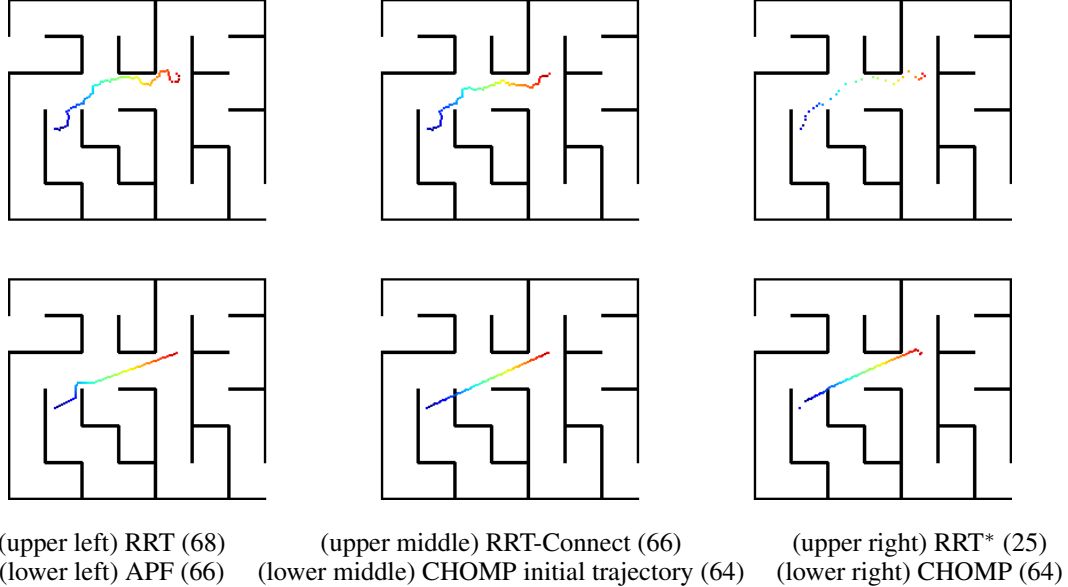 (upper left) RRT (68) (upper middle) RRT-Connect (66) (upper right) RRT* (25)
(lower left) APF (66) (lower middle) CHOMP initial trajectory (64) (lower right) CHOMP (64)